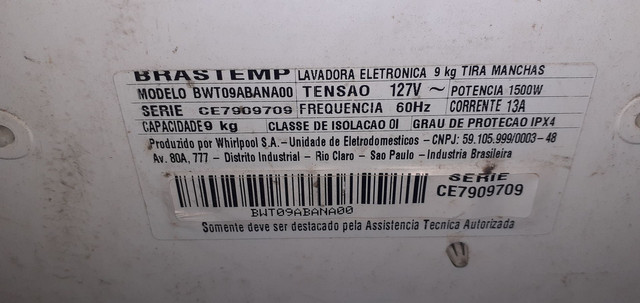 BRASTEMP LAVADORA ELETRONICA 9 kg TIRA MANCHAS
MODELO BWT09ABANA00 TENSAO 127V ~ POTENCIA 1500W
SERIE CE7909709 FREQUENCIA 60Hz CORRENTE 13A
CAPACIDADE 9 kg CLASSE DE ISOLACAO 0I GRAU DE PROTECAO IPX4
Produzido por Whirlpool S.A.-Unidade de Eletrodomesticos - CNPJ: 59.105.999/0003-48
Av. 80A, 777 - Distrito Industrial - Rio Claro - Sao Paulo - Industria Brasileira
SERIE
CE7909709
BWT09ABANA00
Somente deve ser destacado pela Assistencia Tecnica Autorizada